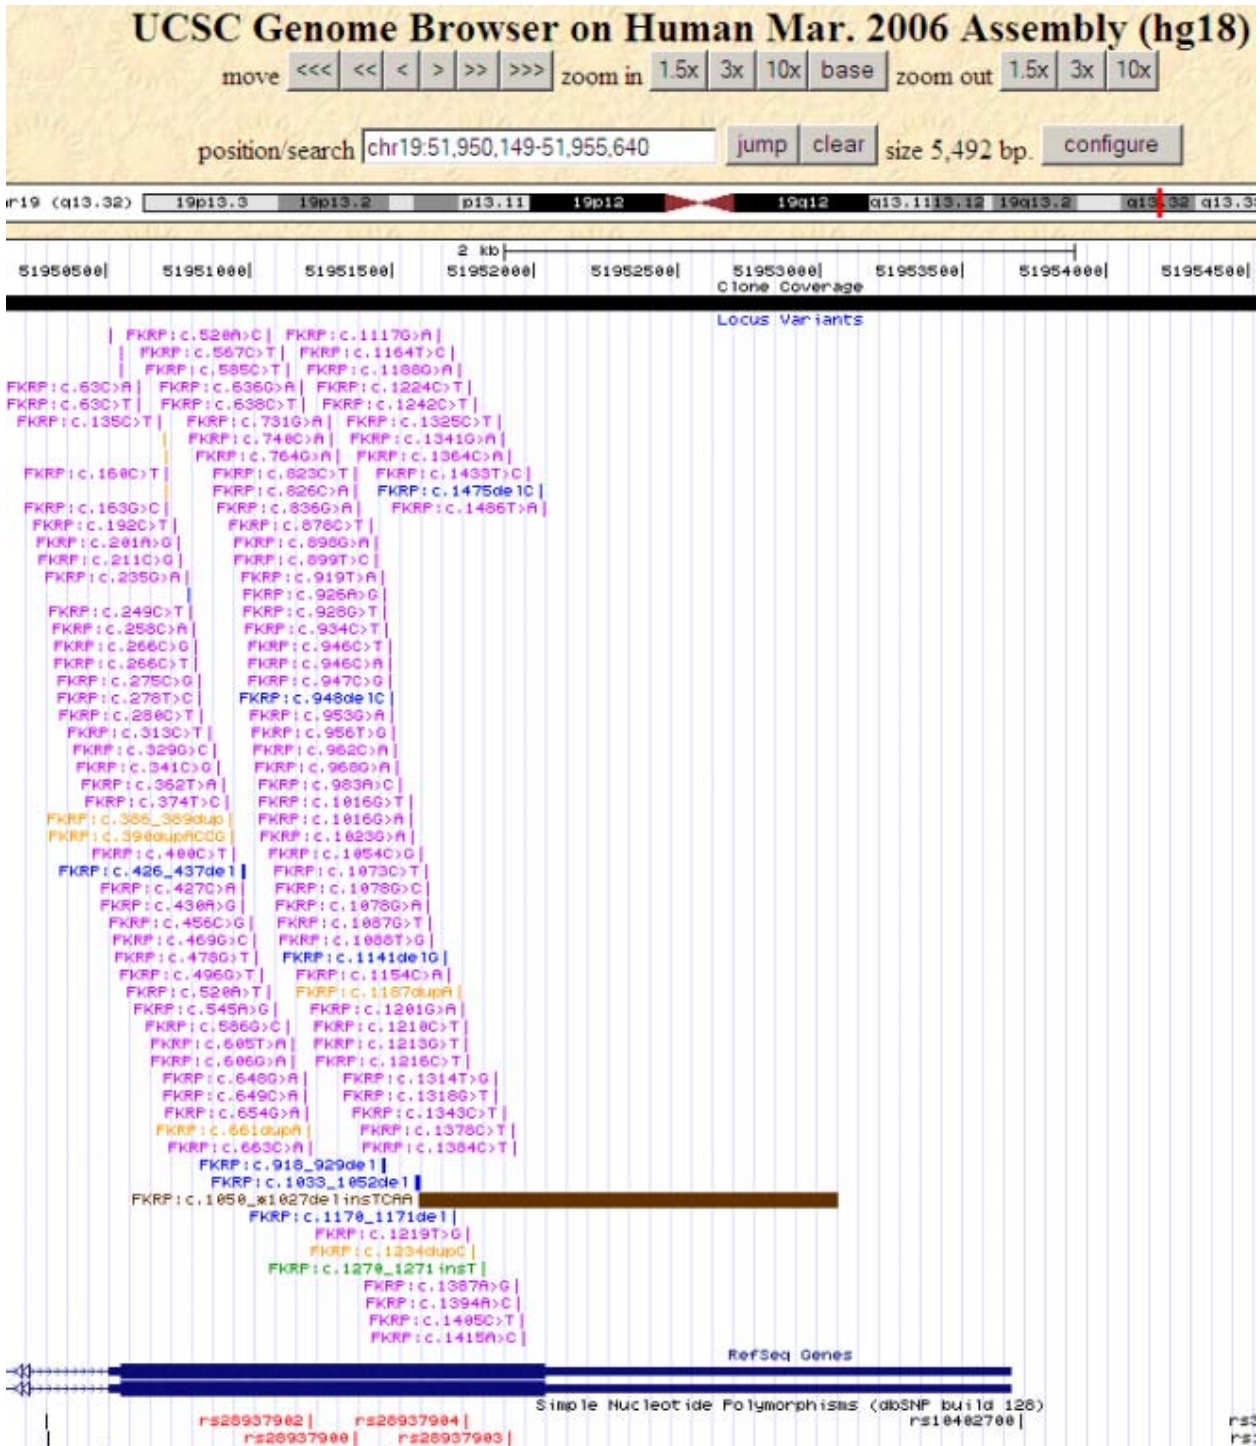 UCSC Genome Browser on Human Mar. 2006 Assembly (hg18)
move <<< << < > >> >>> zoom in 1.5x 3x 10x base zoom out 1.5x 3x 10x
position/search chr19:51,950,149-51,955,640 jump clear size 5,492 bp. configure
(q13.32) 19p13.3 19p13.2 p13.11 19p12 19q12 q13.11 13.12 19q13.2 q13.32
2 kb
51950500| 51951000| 51951500| 51952000| 51952500| 51953000| 51953500| 51954000| 51954500|
Clone Coverage
Locus Variants
FKRP:c.520A>C FKRP:c.1117G>A
FKRP:c.567C>T FKRP:c.1164T>C
FKRP:c.585C>T FKRP:c.1188G>A
FKRP:c.63C>A FKRP:c.636G>A FKRP:c.1224C>T
FKRP:c.63C>T FKRP:c.638C>T FKRP:c.1242C>T
FKRP:c.135C>T FKRP:c.731G>A FKRP:c.1325C>T
FKRP:c.740C>A FKRP:c.1341G>A
FKRP:c.764G>A FKRP:c.1364C>A
FKRP:c.160C>T FKRP:c.823C>T FKRP:c.1433T>C
FKRP:c.826C>A FKRP:c.1475delC
FKRP:c.163G>C FKRP:c.836G>A FKRP:c.1486T>A
FKRP:c.192C>T FKRP:c.878C>T
FKRP:c.201A>G FKRP:c.898G>A
FKRP:c.211C>G FKRP:c.899T>C
FKRP:c.235G>A FKRP:c.919T>A
FKRP:c.926A>G
FKRP:c.249C>T FKRP:c.928G>T
FKRP:c.258C>A FKRP:c.934C>T
FKRP:c.266C>G FKRP:c.946C>T
FKRP:c.266C>T FKRP:c.946C>A
FKRP:c.275C>G FKRP:c.947C>G
FKRP:c.278T>C FKRP:c.948delC
FKRP:c.280C>T FKRP:c.953G>A
FKRP:c.313C>T FKRP:c.956T>G
FKRP:c.329G>C FKRP:c.962C>A
FKRP:c.341C>G FKRP:c.968G>A
FKRP:c.362T>A FKRP:c.983A>C
FKRP:c.374T>C FKRP:c.1016G>T
FKRP:c.386_389dup FKRP:c.1016G>A
FKRP:c.390dupACCG FKRP:c.1023G>A
FKRP:c.400C>T FKRP:c.1054C>G
FKRP:c.426_437del FKRP:c.1073C>T
FKRP:c.427C>A FKRP:c.1078G>C
FKRP:c.430A>G FKRP:c.1078G>A
FKRP:c.456C>G FKRP:c.1087G>T
FKRP:c.469G>C FKRP:c.1088T>G
FKRP:c.478G>T FKRP:c.1141delG
FKRP:c.496G>T FKRP:c.1154C>A
FKRP:c.520A>T FKRP:c.1187dupA
FKRP:c.545A>G FKRP:c.1201G>A
FKRP:c.586G>C FKRP:c.1210C>T
FKRP:c.605T>A FKRP:c.1213G>T
FKRP:c.606G>A FKRP:c.1216C>T
FKRP:c.648G>A FKRP:c.1314T>G
FKRP:c.649C>A FKRP:c.1318G>T
FKRP:c.654G>A FKRP:c.1343C>T
FKRP:c.661dupA FKRP:c.1378C>T
FKRP:c.663C>A FKRP:c.1384C>T
FKRP:c.918_929del
FKRP:c.1033_1052del
FKRP:c.1050_*1027delinsTCAA
FKRP:c.1170_1171del
FKRP:c.1219T>G
FKRP:c.1234dupC
FKRP:c.1270_1271insT
FKRP:c.1387A>G
FKRP:c.1394A>C
FKRP:c.1405C>T
FKRP:c.1415A>C
RefSeq Genes
Simple Nucleotide Polymorphisms (dbSNP build 128)
rs28937902 rs28937904 rs10402700
rs28937900 rs28937903